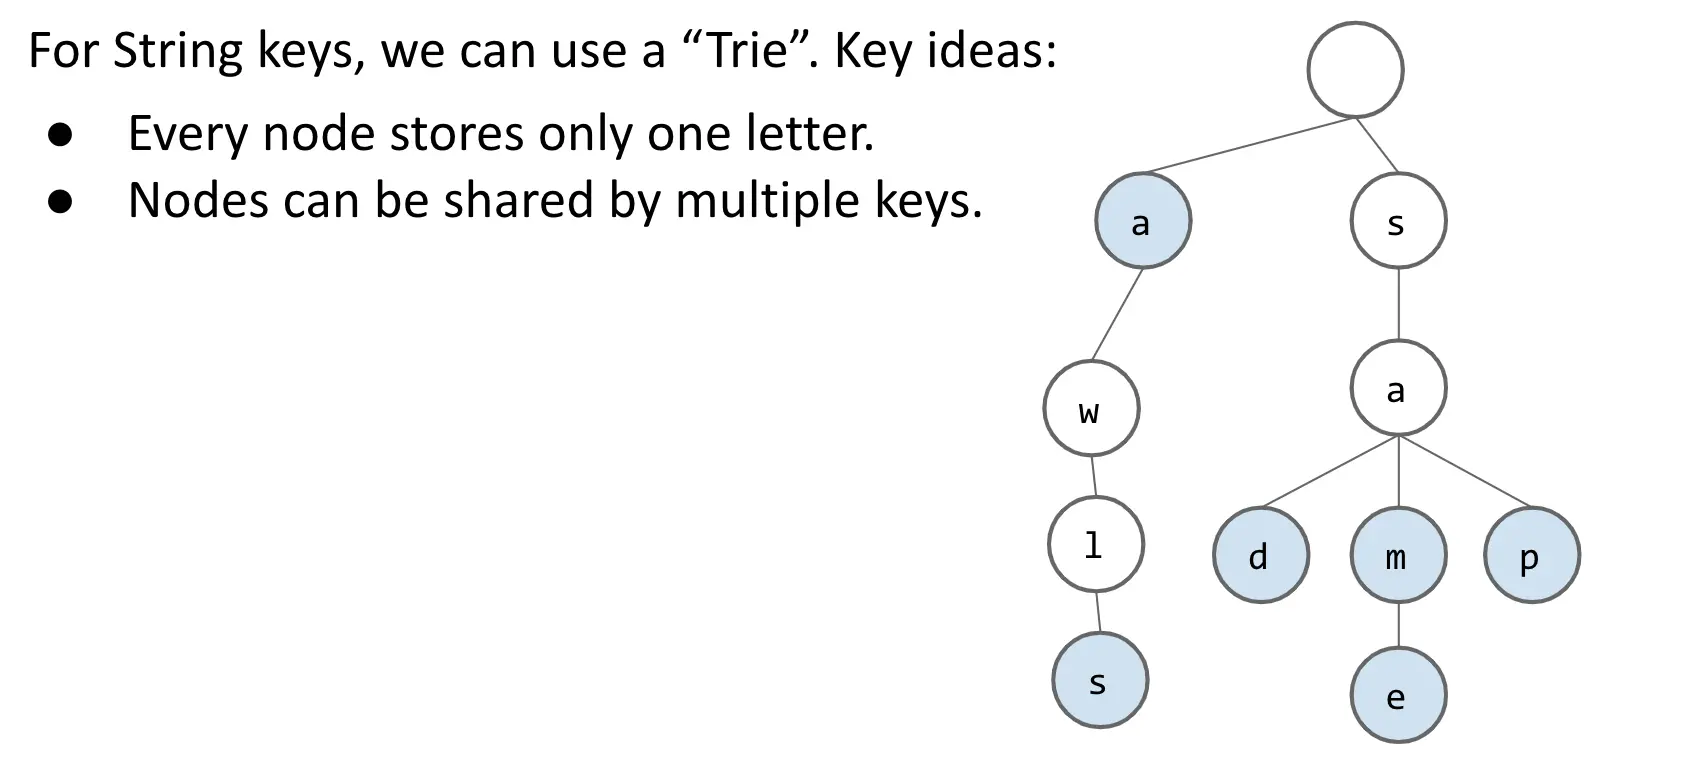 For String keys, we can use a “Trie”. Key ideas:
● Every node stores only one letter.
● Nodes can be shared by multiple keys.
a
s
w
a
l
d
m
p
s
e